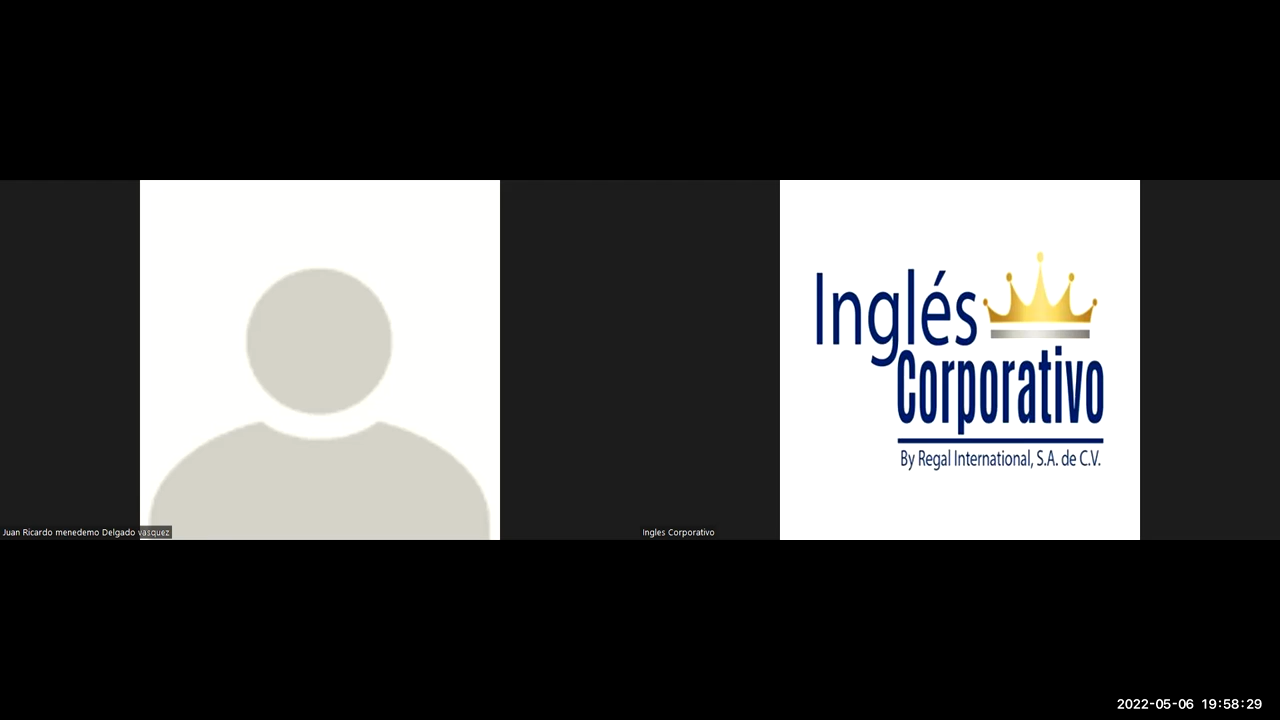 Inglés
Corporativo
By Regal International, S.A. de C.V.
Juan Ricardo menedemo Delgado vasquez
Ingles Corporativo
2022-05-06 19:58:29